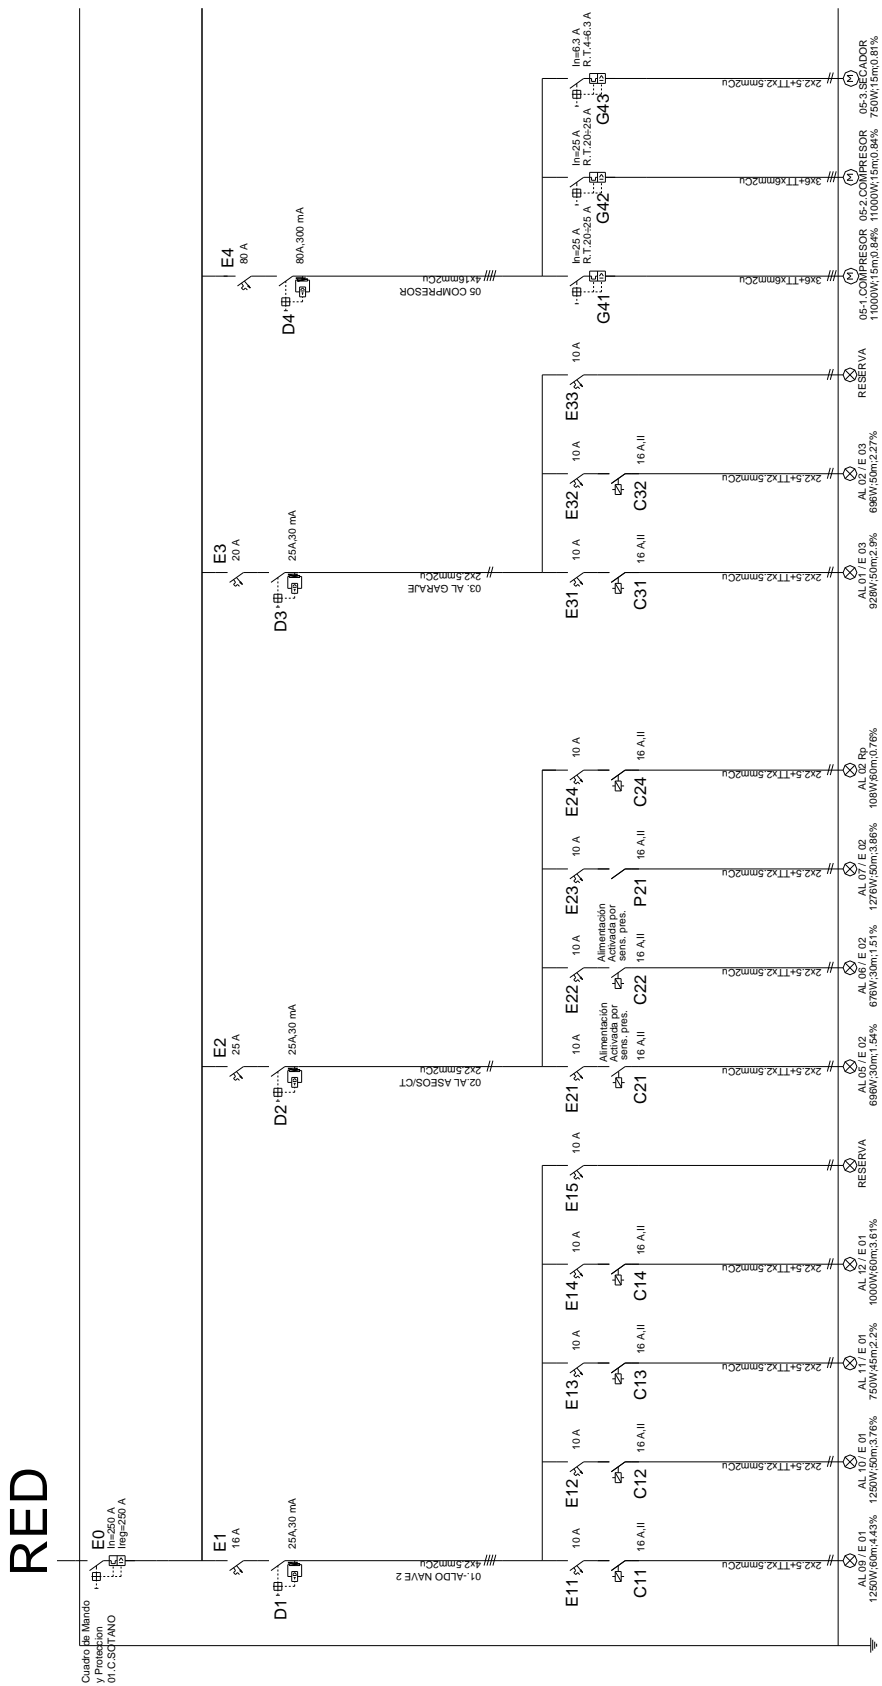 RED
Cuadro de Mando
y Proteccion
01.C.SOTANO
E0
In=250 A
Ireg=250 A
E1
16 A
D1
25A,30 mA
4x2.5mm2Cu
01.-ALDO NAVE 2
E11
10 A
C11
16 A,II
2x2.5+TTx2.5mm2Cu
AL 09 / E 01
1250W;60m;4.43%
E12
10 A
C12
16 A,II
2x2.5+TTx2.5mm2Cu
AL 10 / E 01
1250W;50m;3.76%
E13
10 A
C13
16 A,II
2x2.5+TTx2.5mm2Cu
AL 11 / E 01
750W;45m;2.2%
E14
10 A
C14
16 A,II
2x2.5+TTx2.5mm2Cu
AL 12 / E 01
1000W;60m;3.61%
E15
10 A
RESERVA
E2
25 A
D2
25A,30 mA
2x2.5mm2Cu
02.AL ASEOS/CT
E21
10 A
Alimentación
Activada por
sens. pres.
C21
16 A,II
2x2.5+TTx2.5mm2Cu
AL 05 / E 02
696W;30m;1.54%
E22
10 A
Alimentación
Activada por
sens. pres.
C22
16 A,II
2x2.5+TTx2.5mm2Cu
AL 06 / E 02
676W;30m;1.51%
E23
10 A
P21
16 A,II
2x2.5+TTx2.5mm2Cu
AL 07 / E 02
1276W;50m;3.86%
E24
10 A
C24
16 A,II
2x2.5+TTx2.5mm2Cu
AL 02 Rp
108W;60m;0.76%
E3
20 A
D3
25A,30 mA
2x2.5mm2Cu
03. AL GARAJE
E31
10 A
C31
16 A,II
2x2.5+TTx2.5mm2Cu
AL 01 / E 03
928W;50m;2.9%
E32
10 A
C32
16 A,II
2x2.5+TTx2.5mm2Cu
AL 02 / E 03
696W;50m;2.27%
E33
10 A
RESERVA
E4
80 A
D4
80A,300 mA
4x16mm2Cu
05 COMPRESOR
G41
In=25 A
R.T.20÷25 A
3x6+TTx6mm2Cu
M
05-1.COMPRESOR
11000W;15m;0.84%
G42
In=25 A
R.T.20÷25 A
3x6+TTx6mm2Cu
M
05-2.COMPRESOR
11000W;15m;0.84%
G43
In=6.3 A
R.T.4÷6.3 A
2x2.5+TTx2.5mm2Cu
M
05-3.SECADOR
750W;15m;0.81%